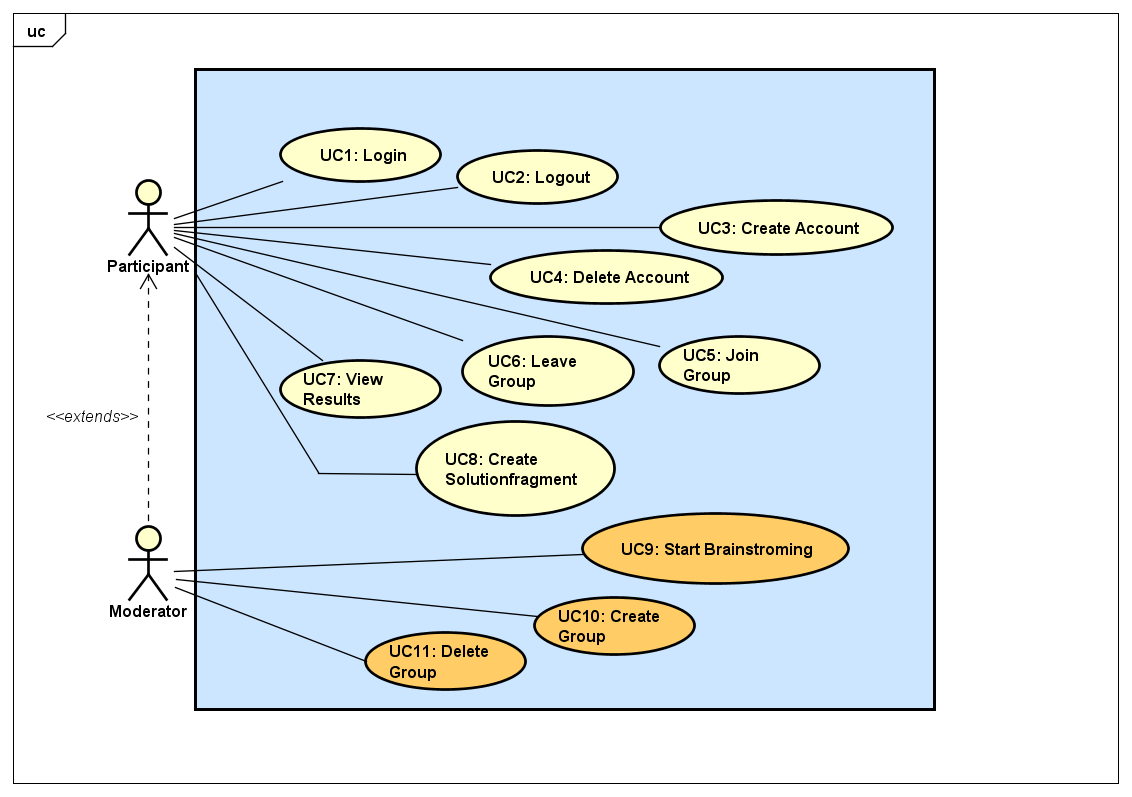 uc
UC1: Login
UC2: Logout
UC3: Create Account
Participant
UC4: Delete Account
UC5: Join
Group
UC6: Leave
Group
UC7: View
Results
<<extends>>
UC8: Create
Solutionfragment
UC9: Start Brainstroming
Moderator
UC10: Create
Group
UC11: Delete
Group